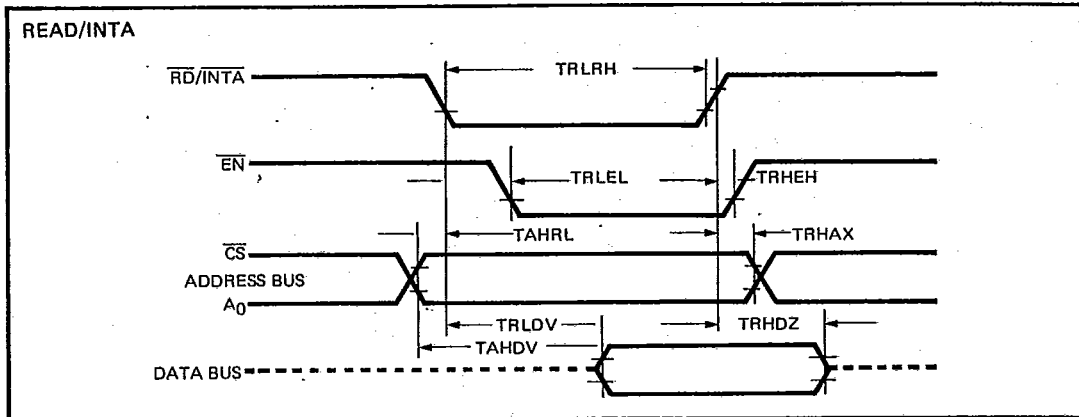 READ/INTA
RD/INTA
TRLRH
EN
TRLEL
TRHEH
CS
TAHRL
TRHAX
ADDRESS BUS
A0
TRLDV
TRHDZ
TAHDV
DATA BUS